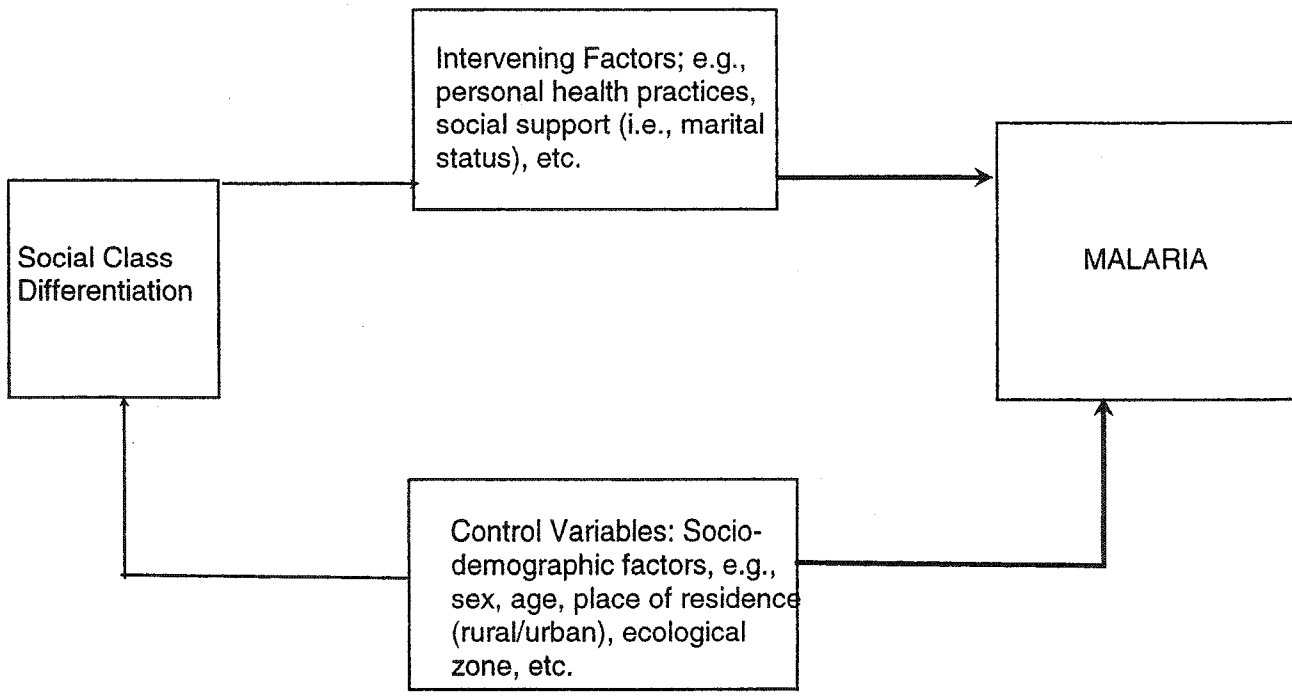 Intervening Factors; e.g.,
personal health practices,
social support (i.e., marital
status), etc.
Social Class
Differentiation
MALARIA
Control Variables: Socio-
demographic factors, e.g.,
sex, age, place of residence
(rural/urban), ecological
zone, etc.